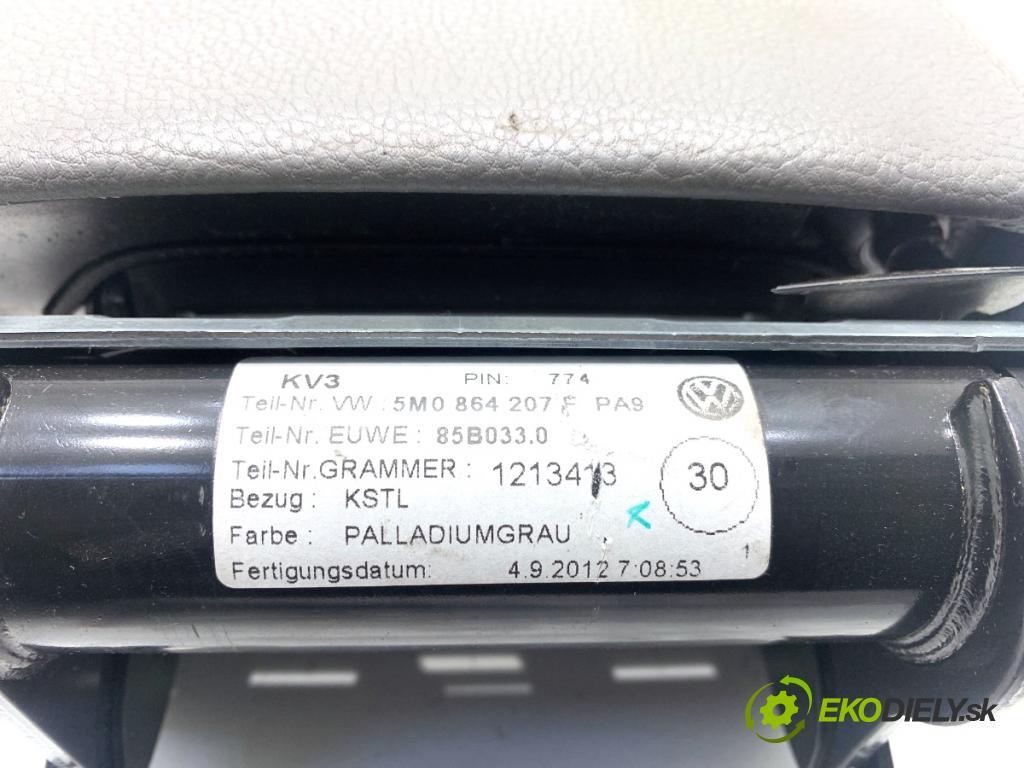 KV3 PIN: 774
Teil-Nr. VW : 5M0 864 207 F PA9
Teil-Nr. EUWE : 85B033.0
Teil-Nr.GRAMMER : 1213413
30
Bezug : KSTL
Farbe : PALLADIUMGRAU
1
Fertigungsdatum: 4.9.2012 7:08:53
EKODIELY.sk